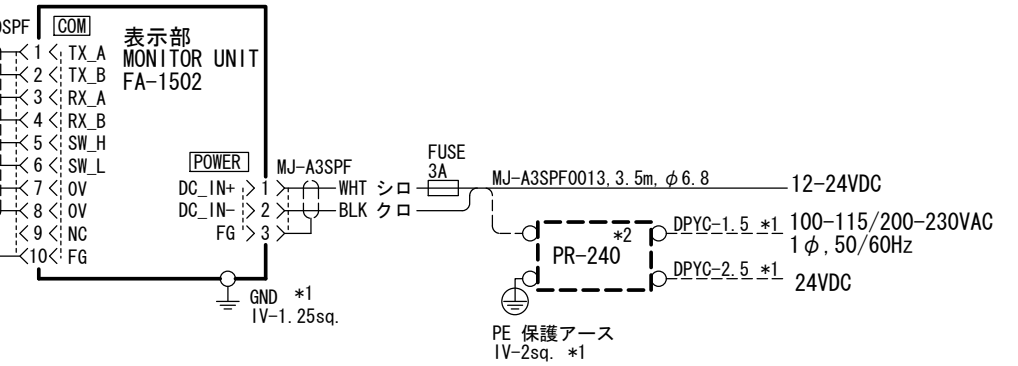 SPF
COM
表示部
MONITOR UNIT
FA-1502
1 TX_A
2 TX_B
3 RX_A
4 RX_B
5 SW_H
6 SW_L
7 0V
8 0V
9 NC
10 FG
POWER
DC_IN+ 1
DC_IN- 2
FG 3
MJ-A3SPF
WHT シロ
BLK クロ
FUSE
3A
MJ-A3SPF0013, 3.5m, φ6.8
12-24VDC
*2
PR-240
DPYC-1.5 *1
100-115/200-230VAC
1φ, 50/60Hz
DPYC-2.5 *1
24VDC
GND *1
IV-1.25sq.
PE 保護アース
IV-2sq. *1